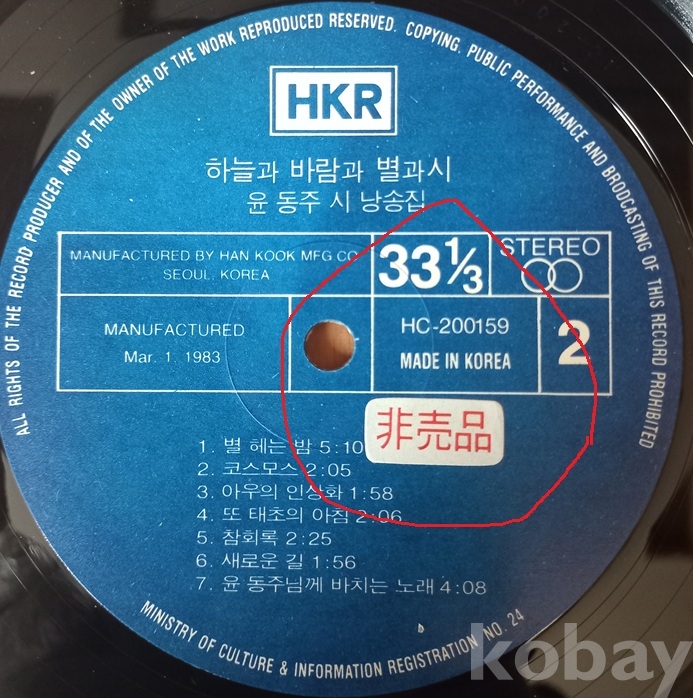 ALL RIGHTS OF THE RECORD PRODUCER AND OF THE OWNER OF THE WORK REPRODUCED RESERVED. COPYING. PUBLIC PERFORMANCE AND BRODCASTING OF THIS RECORD PROHIBITED
HKR
하늘과 바람과 별과시
윤 동주 시 낭송집
MANUFACTURED BY HAN KOOK MFG CO
SEOUL. KOREA
33⅓
STEREO
MANUFACTURED
Mar. 1. 1983
HC-200159
MADE IN KOREA
2
非売品
1. 별 헤는 밤 5:10
2. 코스모스 2:05
3. 아우의 인상화 1:58
4. 또 태초의 아침 2:06
5. 참회록 2:25
6. 새로운 길 1:56
7. 윤 동주님께 바치는 노래 4:08
MINISTRY OF CULTURE & INFORMATION REGISTRATION NO. 24
kobay